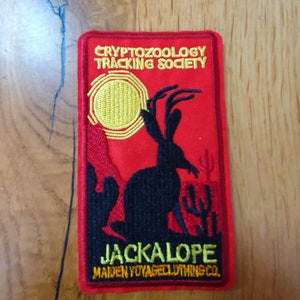 CRYPTOZOOLOGY
TRACKING SOCIETY
JACKALOPE
MAIDEN VOYAGE CLOTHING CO.